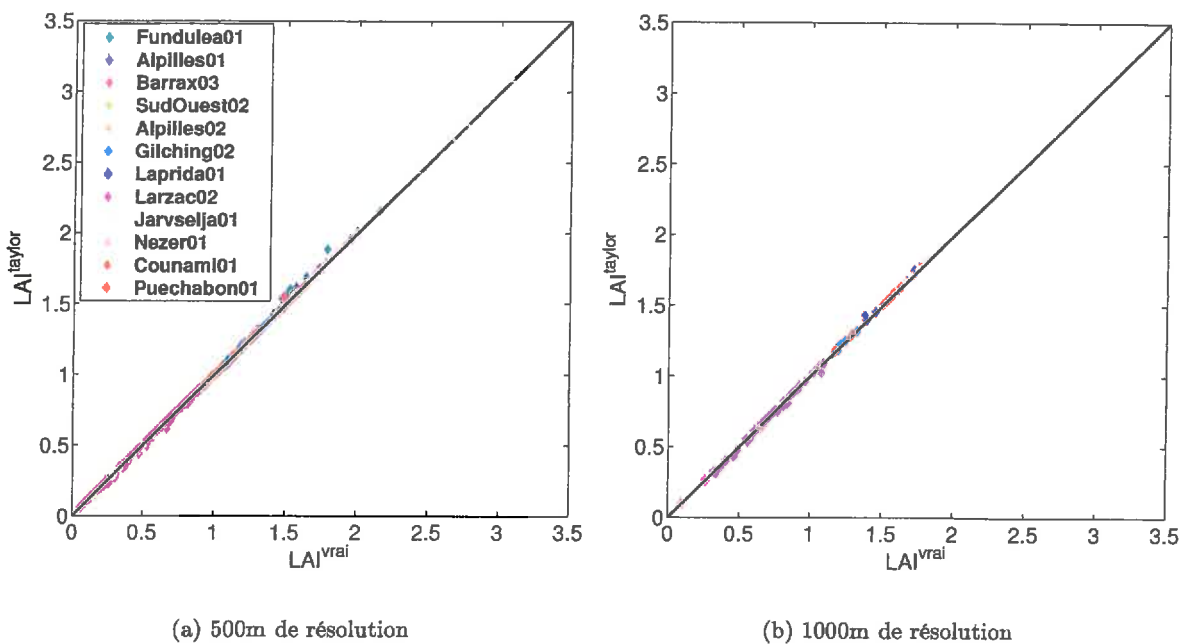 3.5
3
2.5
2
1.5
1
0.5
0
LAI^taylor
Fundulea01
Alpilles01
Barrax03
SudOuest02
Alpilles02
Gilching02
Laprida01
Larzac02
Jarvselja01
Nezer01
Counami01
Puechabon01
0 0.5 1 1.5 2 2.5 3 3.5
LAI^vrai
(a) 500m de résolution
3.5
3
2.5
2
1.5
1
0.5
0
LAI^taylor
0 0.5 1 1.5 2 2.5 3 3.5
LAI^vrai
(b) 1000m de résolution